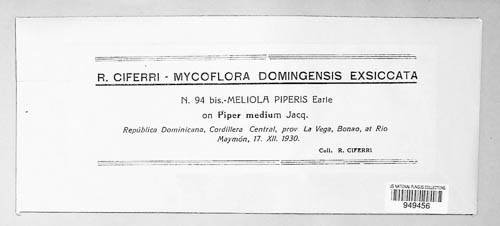 R. CIFERRI - MYCOFLORA DOMINGENSIS EXSICCATA
N. 94 bis.-MELIOLA PIPERIS Earle
on Piper medium Jacq.
República Dominicana, Cordillera Central, prov. La Vega, Bonao, at Rio
Maymón, 17. XII. 1930.
Coll. R. CIFERRI
US NATIONAL FUNGUS COLLECTIONS
949456